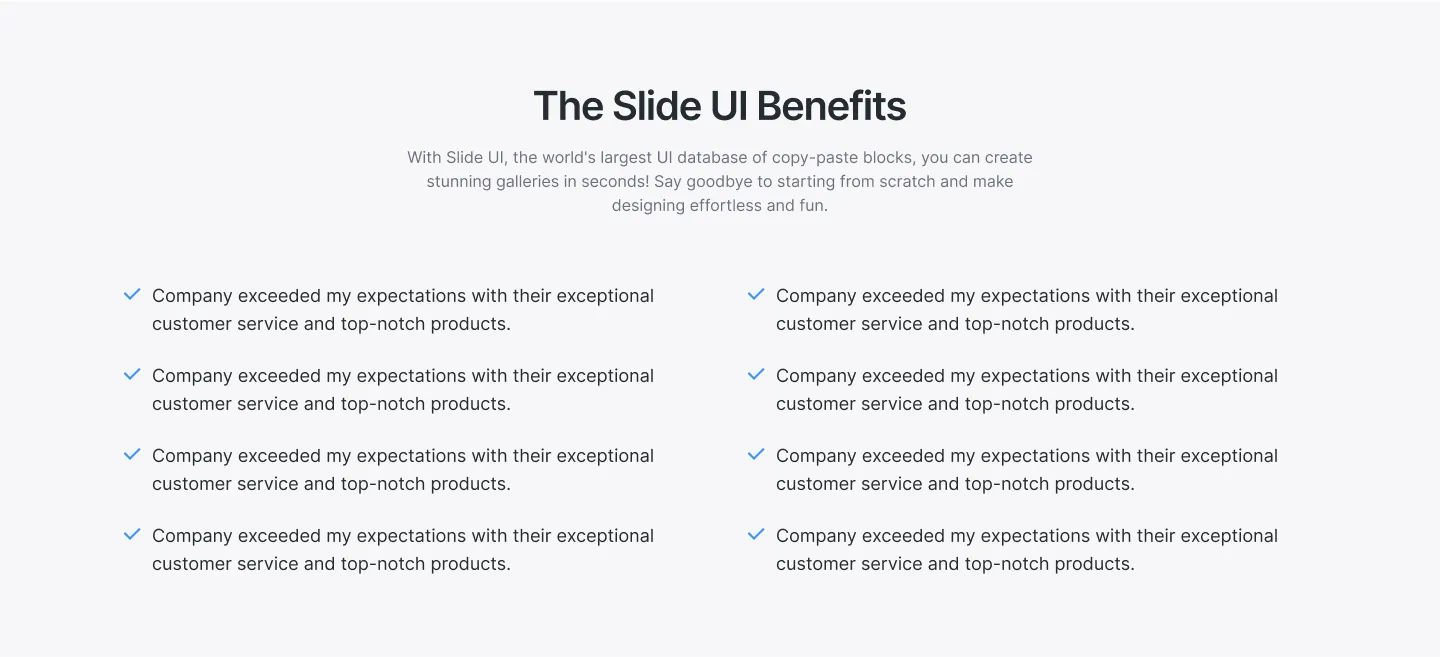 The Slide UI Benefits
With Slide UI, the world's largest UI database of copy-paste blocks, you can create
stunning galleries in seconds! Say goodbye to starting from scratch and make
designing effortless and fun.
Company exceeded my expectations with their exceptional
customer service and top-notch products.
Company exceeded my expectations with their exceptional
customer service and top-notch products.
Company exceeded my expectations with their exceptional
customer service and top-notch products.
Company exceeded my expectations with their exceptional
customer service and top-notch products.
Company exceeded my expectations with their exceptional
customer service and top-notch products.
Company exceeded my expectations with their exceptional
customer service and top-notch products.
Company exceeded my expectations with their exceptional
customer service and top-notch products.
Company exceeded my expectations with their exceptional
customer service and top-notch products.